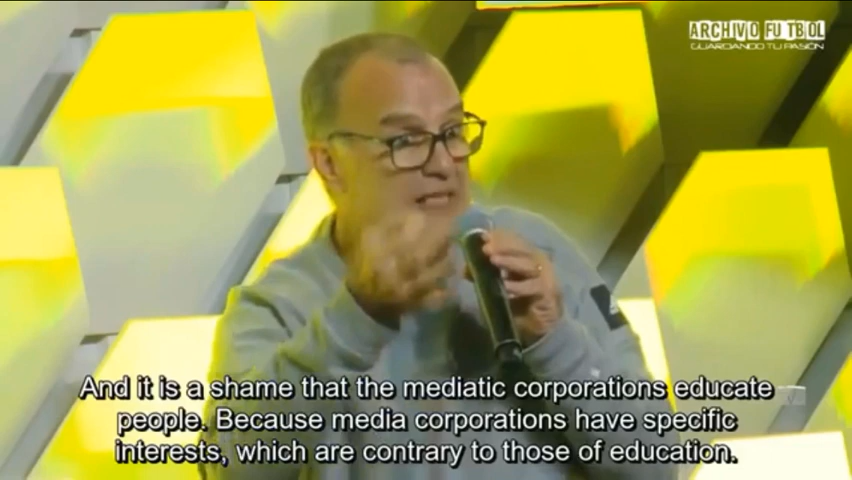 ARCHIVO FUTBOL
GUARDANDO TU PASIÓN
And it is a shame that the mediatic corporations educate
people. Because media corporations have specific
interests, which are contrary to those of education.